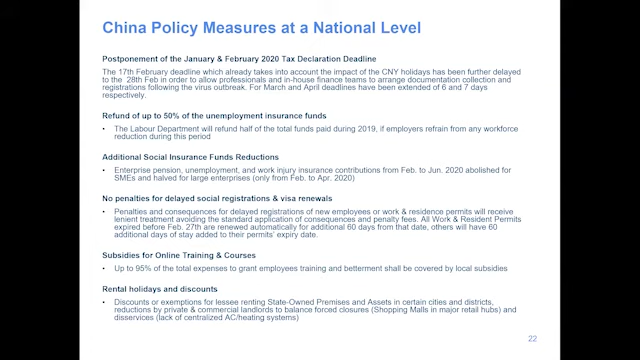 China Policy Measures at a National Level
Postponement of the January & February 2020 Tax Declaration Deadline
The 17th February deadline which already takes into account the impact of the CNY holidays has been further delayed
to the 28th Feb in order to allow professionals and in-house finance teams to arrange documentation collection and
registrations following the virus outbreak. For March and April deadlines have been extended of 6 and 7 days
respectively.
Refund of up to 50% of the unemployment insurance funds
• The Labour Department will refund half of the total funds paid during 2019, if employers refrain from any workforce
reduction during this period
Additional Social Insurance Funds Reductions
• Enterprise pension, unemployment, and work injury insurance contributions from Feb. to Jun. 2020 abolished for
SMEs and halved for large enterprises (only from Feb. to Apr. 2020)
No penalties for delayed social registrations & visa renewals
• Penalties and consequences for delayed registrations of new employees or work & residence permits will receive
lenient treatment avoiding the standard application of consequences and penalty fees. All Work & Resident Permits
expired before Feb. 27th are renewed automatically for additional 60 days from that date, others will have 60
additional days of stay added to their permits' expiry date.
Subsidies for Online Training & Courses
• Up to 95% of the total expenses to grant employees training and betterment shall be covered by local subsidies
Rental holidays and discounts
• Discounts or exemptions for lessee renting State-Owned Premises and Assets in certain cities and districts,
reductions by private & commercial landlords to balance forced closures (Shopping Malls in major retail hubs) and
disservices (lack of centralized AC/heating systems)
22